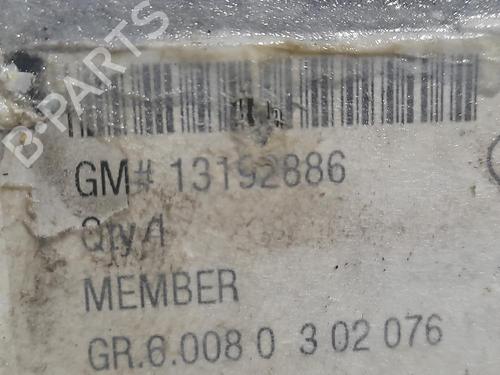 B-PARTS
GM# 13192886
Qty 1
MEMBER
GR.6.008 0 3 02 076